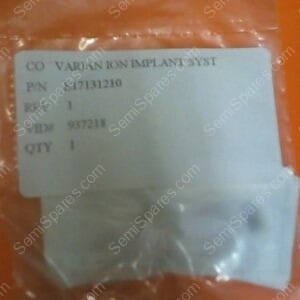 CO VARIAN ION IMPLANT SYST
P/N E17131210
REV 1
VID# 937218
QTY 1
SemiSpares.com